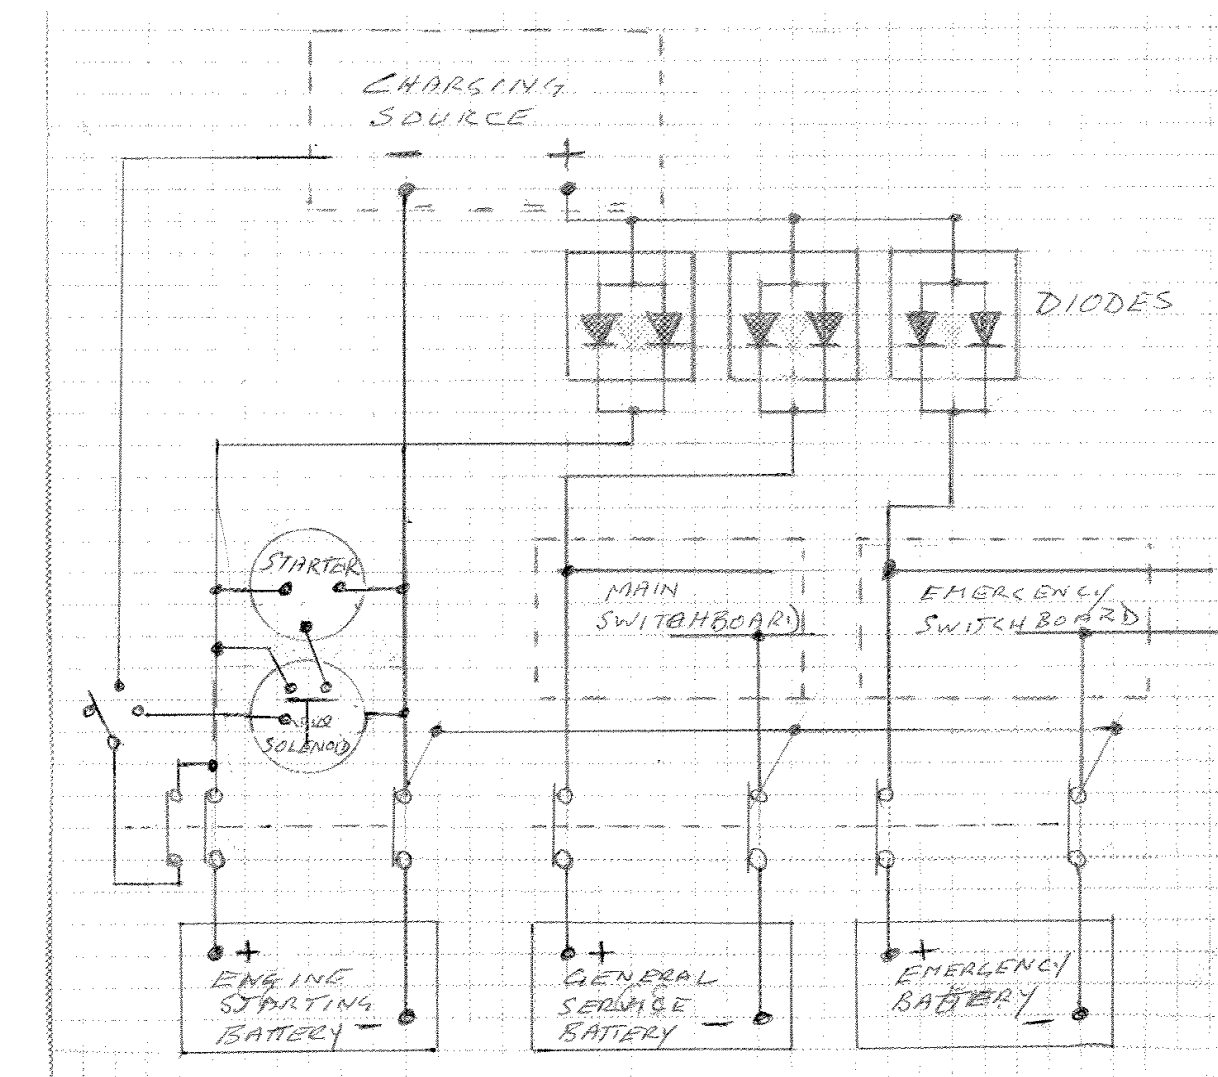 CHARGING
SOURCE
− +
DIODES
STARTER
MAIN
SWITCHBOARD
EMERGENCY
SWITCHBOARD
SOLENOID
+
ENGINE
STARTING
BATTERY −
+
GENERAL
SERVICE
BATTERY −
+
EMERGENCY
BATTERY
−